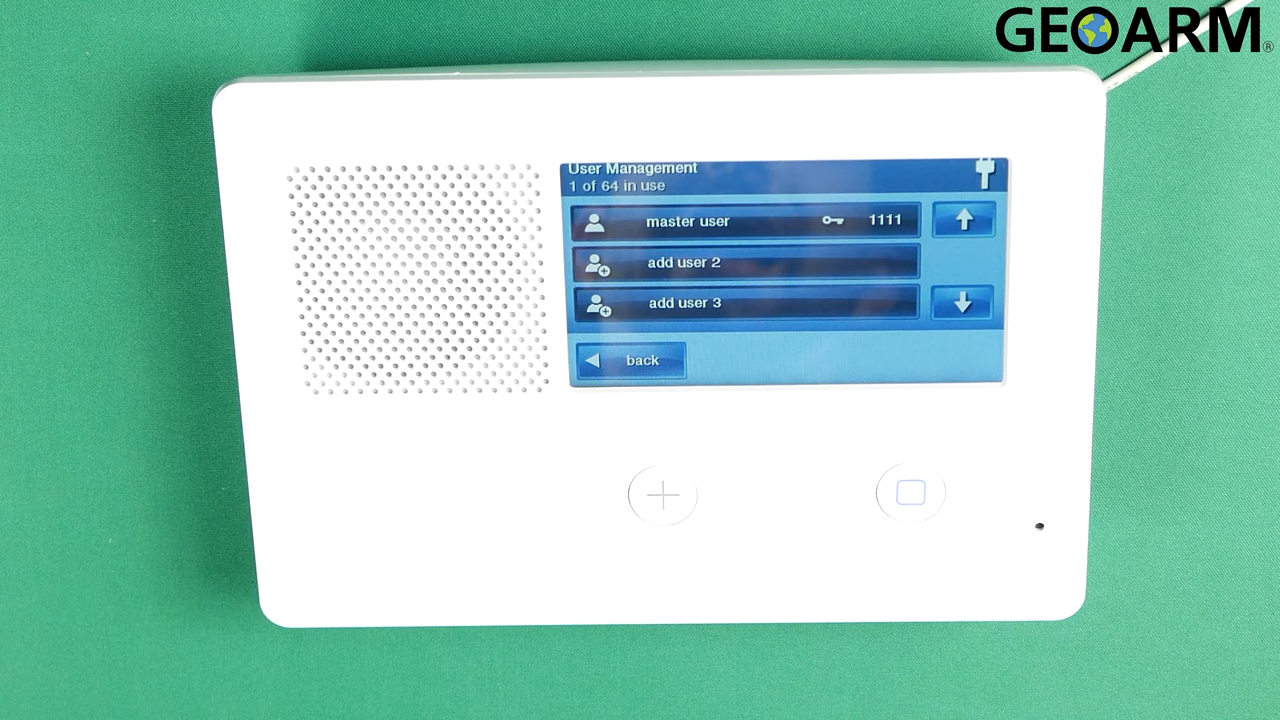 GEOARM®
User Management
1 of 64 in use
master user 1111
add user 2
add user 3
back